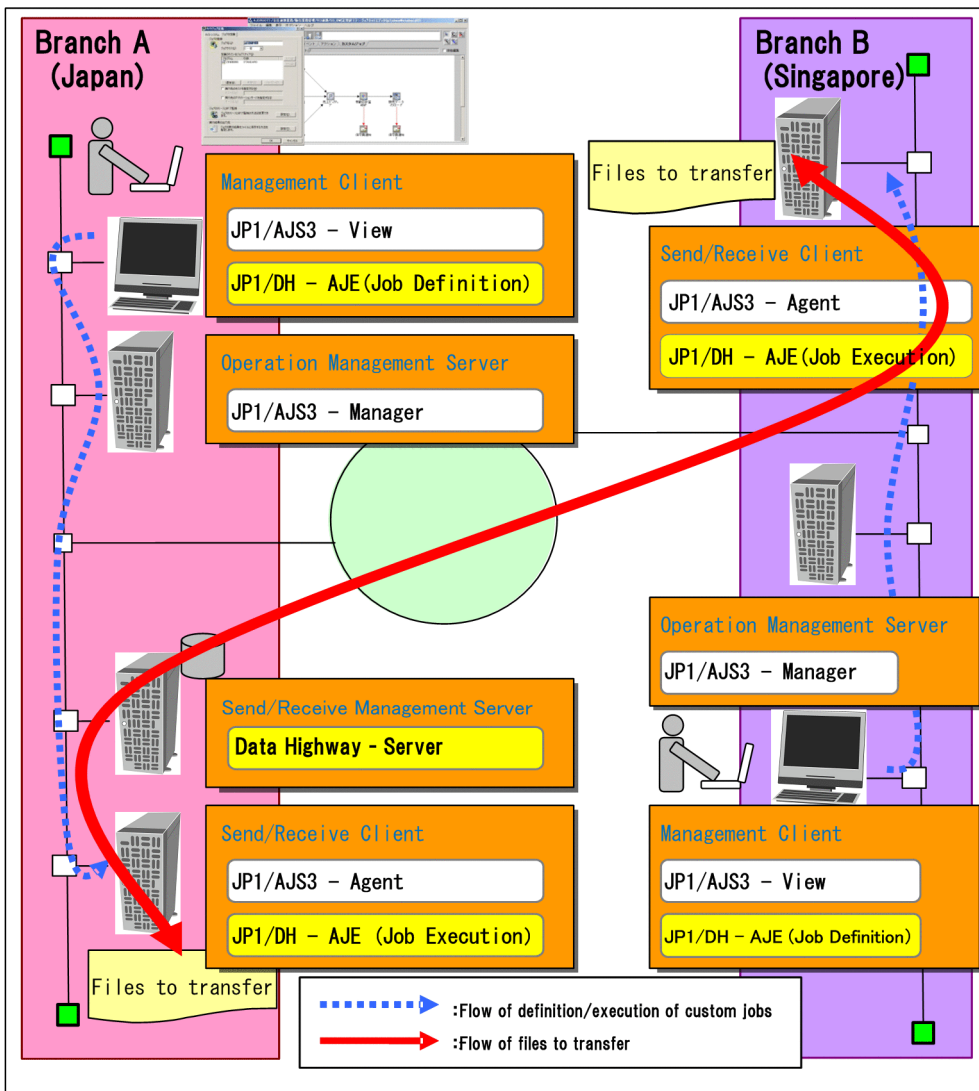 Branch A
(Japan)
Management Client
JP1/AJS3 - View
JP1/DH - AJE(Job Definition)
Operation Management Server
JP1/AJS3 - Manager
Send/Receive Management Server
Data Highway - Server
Send/Receive Client
JP1/AJS3 - Agent
JP1/DH - AJE (Job Execution)
Files to transfer
Branch B
(Singapore)
Files to transfer
Send/Receive Client
JP1/AJS3 - Agent
JP1/DH - AJE(Job Execution)
Operation Management Server
JP1/AJS3 - Manager
Management Client
JP1/AJS3 - View
JP1/DH - AJE (Job Definition)
:Flow of definition/execution of custom jobs
:Flow of files to transfer